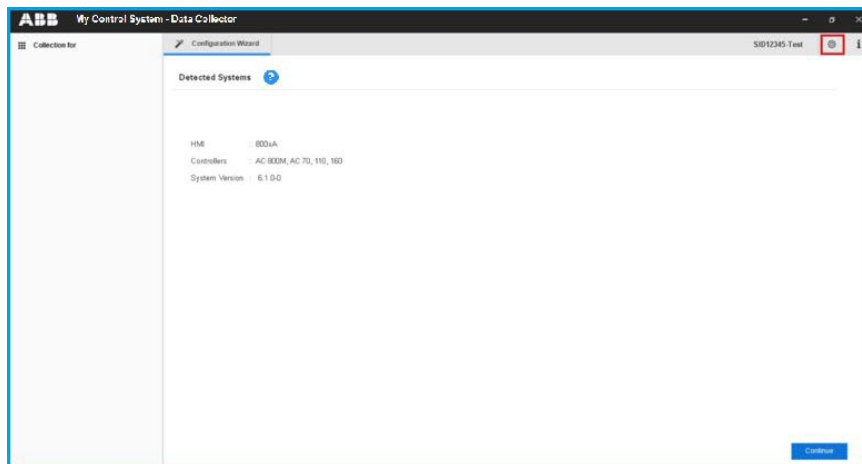 ABB My Control System - Data Collector
Collection for
Configuration Wizard
SID12345-Test
i
Detected Systems ?
HMI : 800xA
Controllers : AC 800M, AC 70, 110, 160
System Version : 6.1.0-0
Continue